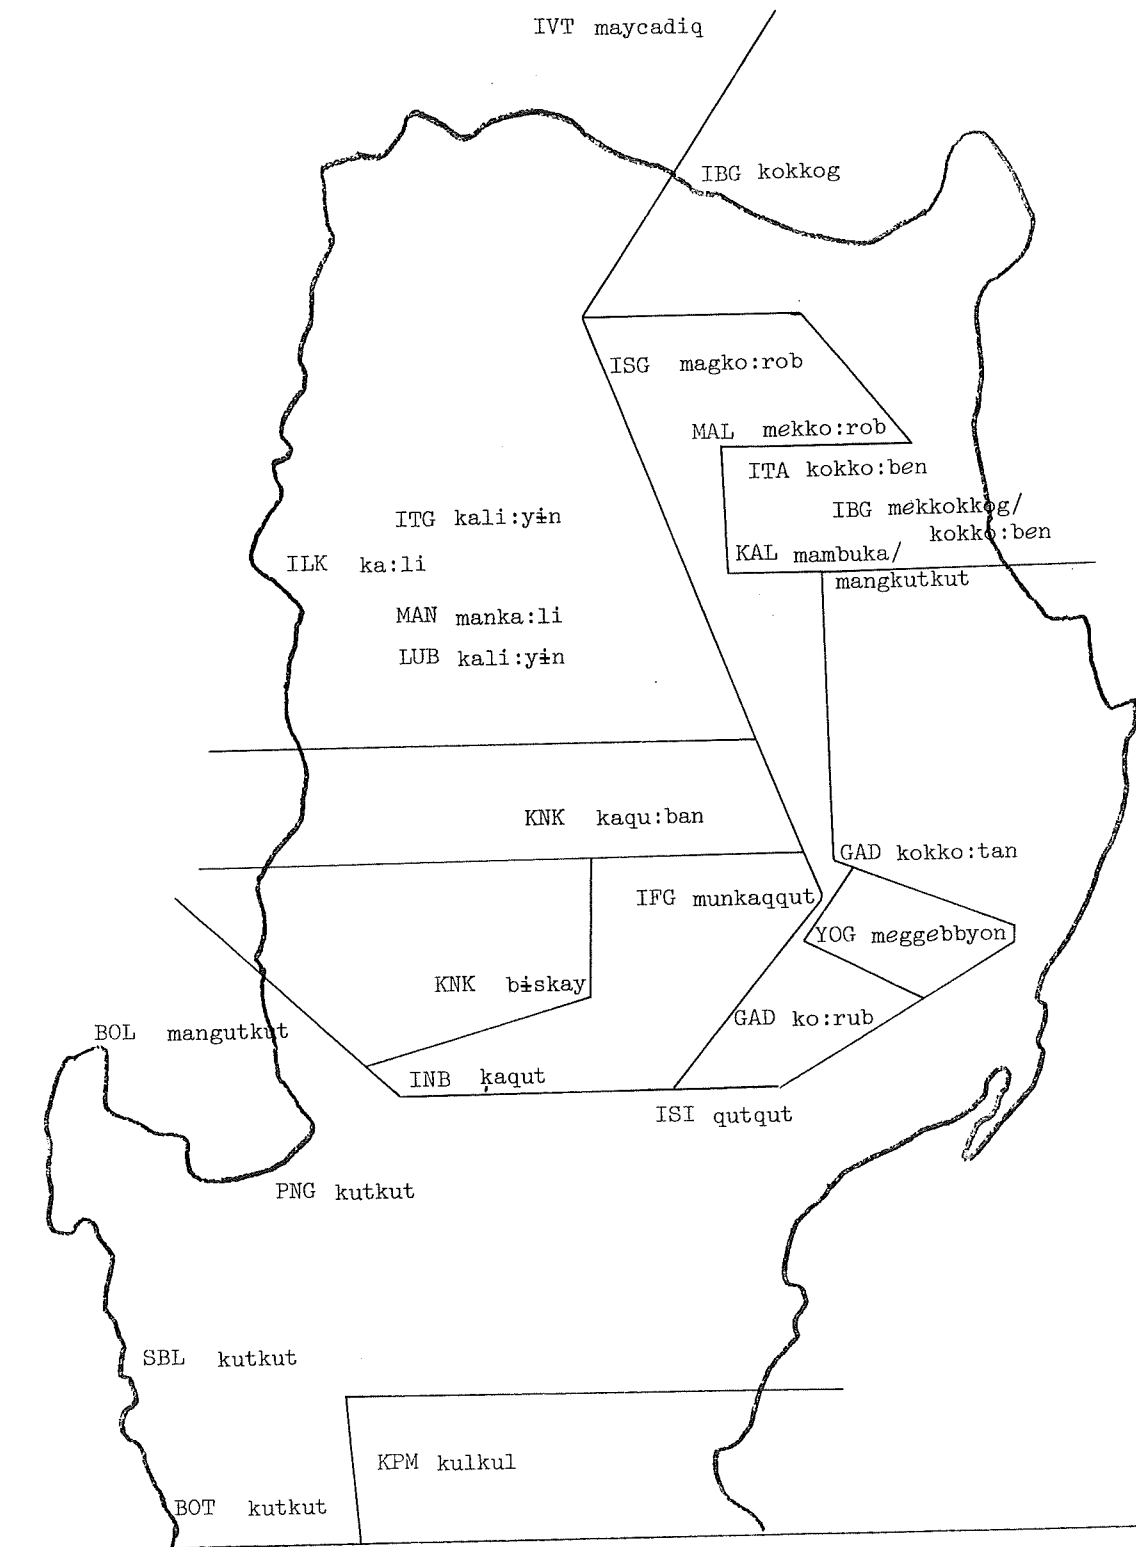 IVT maycadiq
IBG kokkog
ISG magko:rob
MAL mekko:rob
ITA kokko:ben
IBG mekkokkog/
kokko:ben
ITG kali:yɨn
KAL mambuka/
mangkutkut
ILK ka:li
MAN manka:li
LUB kali:yɨn
KNK kaqu:ban
GAD kokko:tan
IFG munkaqqut
YOG meggebbyon
KNK bɨskay
GAD ko:rub
BOL mangutkut
INB ķaqut
ISI qutqut
PNG kutkut
SBL kutkut
KPM kulkul
BOT kutkut